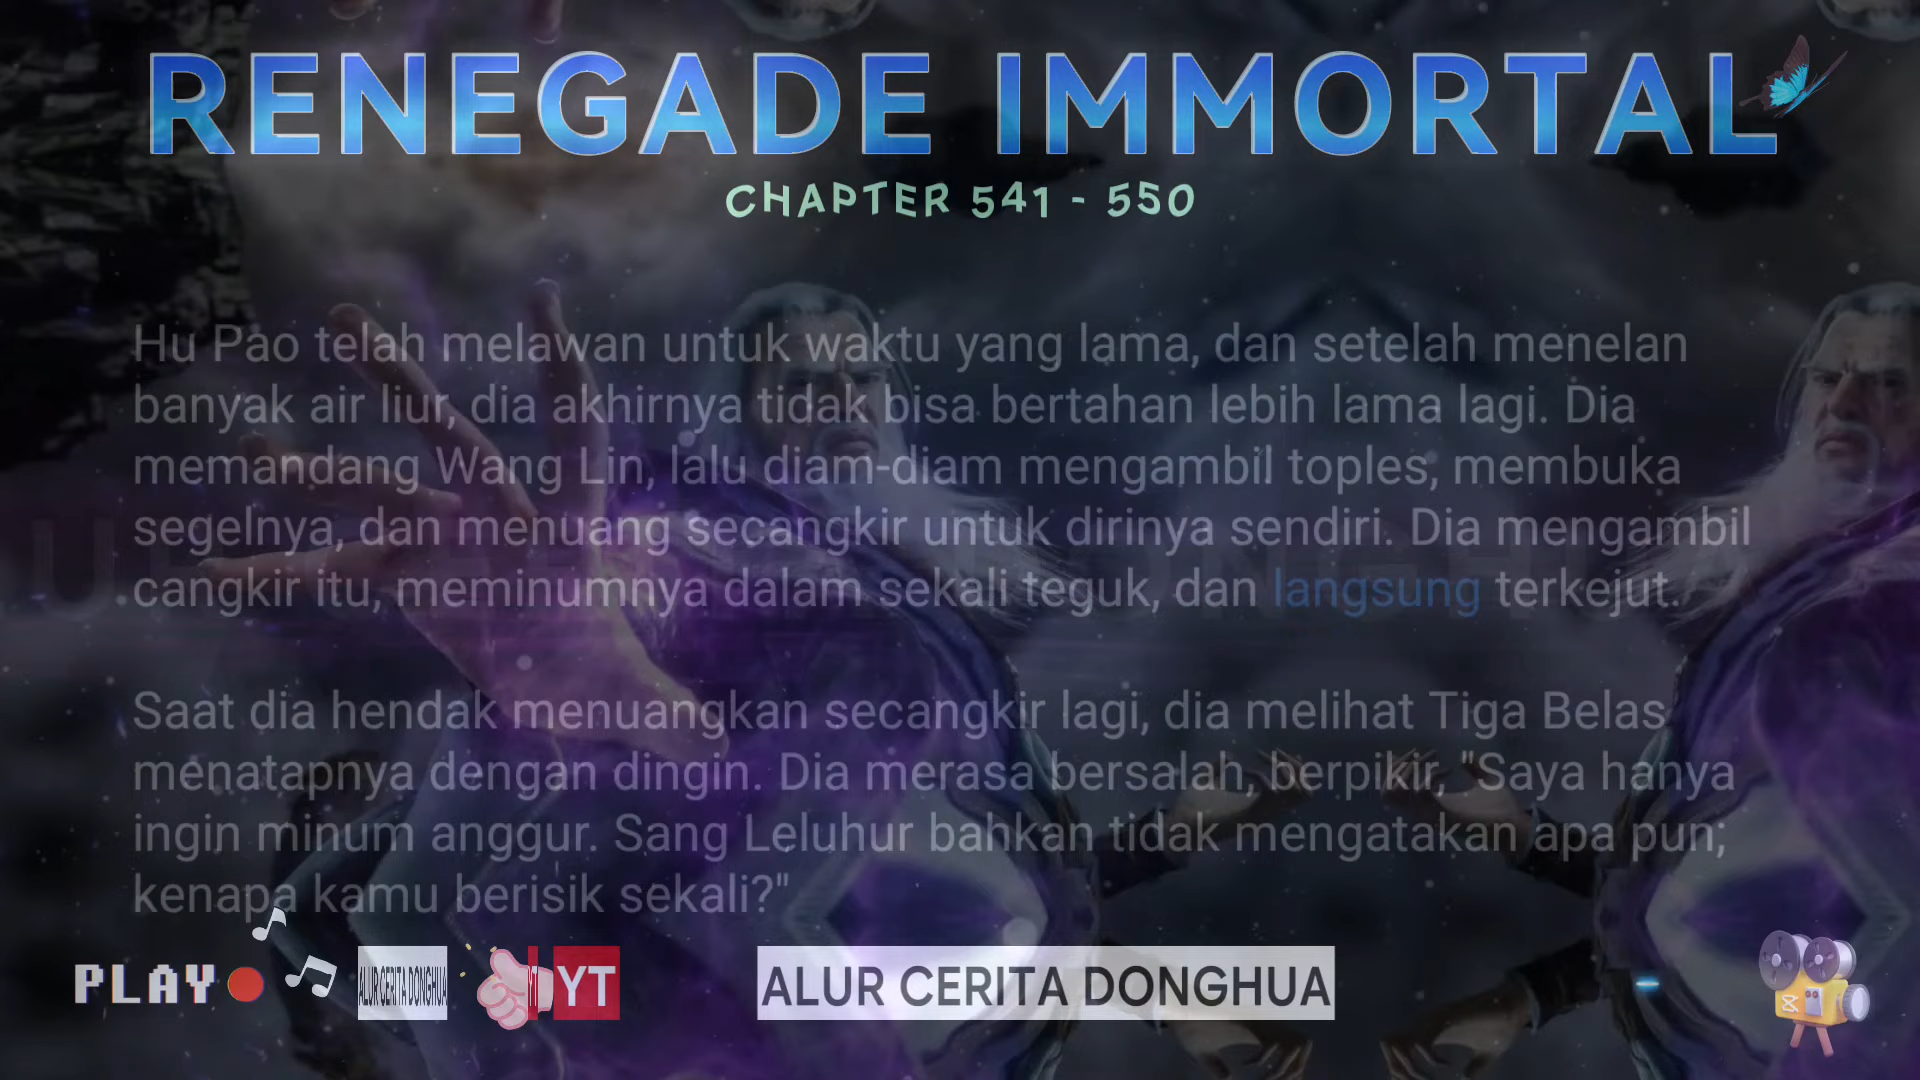 RENEGADE IMMORTAL
CHAPTER 541 - 550
Hu Pao telah melawan untuk waktu yang lama, dan setelah menelan
banyak air liur, dia akhirnya tidak bisa bertahan lebih lama lagi. Dia
memandang Wang Lin, lalu diam-diam mengambil toples, membuka
segelnya, dan menuang secangkir untuk dirinya sendiri. Dia mengambil
cangkir itu, meminumnya dalam sekali teguk, dan langsung terkejut.
Saat dia hendak menuangkan secangkir lagi, dia melihat Tiga Belas
menatapnya dengan dingin. Dia merasa bersalah, berpikir, "Saya hanya
ingin minum anggur. Sang Leluhur bahkan tidak mengatakan apa pun;
kenapa kamu berisik sekali?"
PLAY
ALUR CERITA DONGHUA
YT
ALUR CERITA DONGHUA